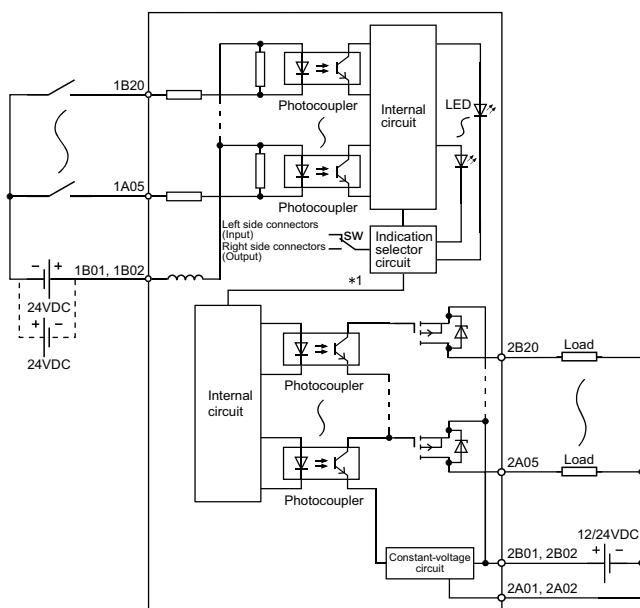 1B20
Photocoupler
Internal
circuit
LED
1A05
Photocoupler
Left side connectors
(Input)
Right side connectors
(Output)
SW
Indication
selector
circuit
− +
1B01, 1B02
24VDC
+ −
24VDC
*1
Internal
circuit
Photocoupler
2B20
Load
Photocoupler
2A05
Load
12/24VDC
Constant-voltage
circuit
2B01, 2B02
+ −
2A01, 2A02